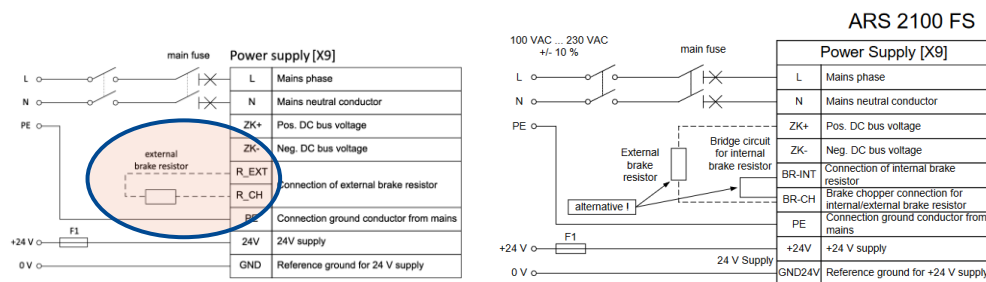 main fuse
Power supply [X9]
L
L
Mains phase
N
N
Mains neutral conductor
PE
ZK+
Pos. DC bus voltage
ZK-
Neg. DC bus voltage
external
brake resistor
R_EXT
R_CH
Connection of external brake resistor
PE
Connection ground conductor from mains
F1
+24 V
24V
24V supply
0 V
GND
Reference ground for 24 V supply
ARS 2100 FS
100 VAC ... 230 VAC
+/- 10 %
main fuse
Power Supply [X9]
L
L
Mains phase
N
N
Mains neutral conductor
PE
ZK+
Pos. DC bus voltage
External
brake
resistor
Bridge circuit
for internal
brake resistor
ZK-
Neg. DC bus voltage
BR-INT
Connection of internal brake
resistor
alternative !
BR-CH
Brake chopper connection for
internal/external brake resistor
PE
Connection ground conductor from
mains
F1
+24 V
+24V
+24 V supply
24 V Supply
0 V
GND24V
Reference ground for +24 V supply